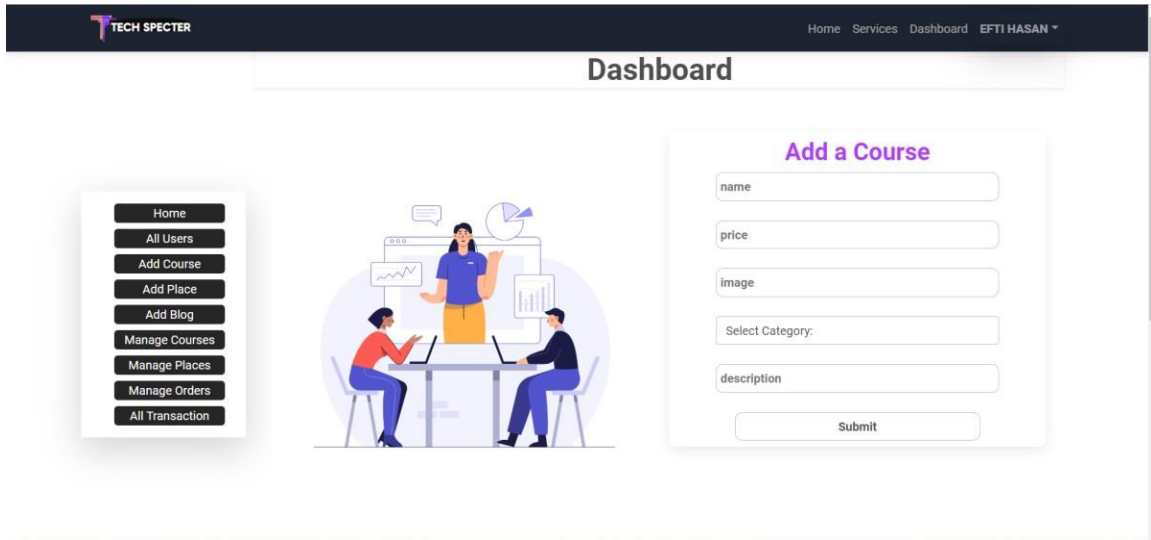 TECH SPECTER
Home Services Dashboard EFTI HASAN
Dashboard
Home
All Users
Add Course
Add Place
Add Blog
Manage Courses
Manage Places
Manage Orders
All Transaction
Add a Course
name
price
image
Select Category:
description
Submit